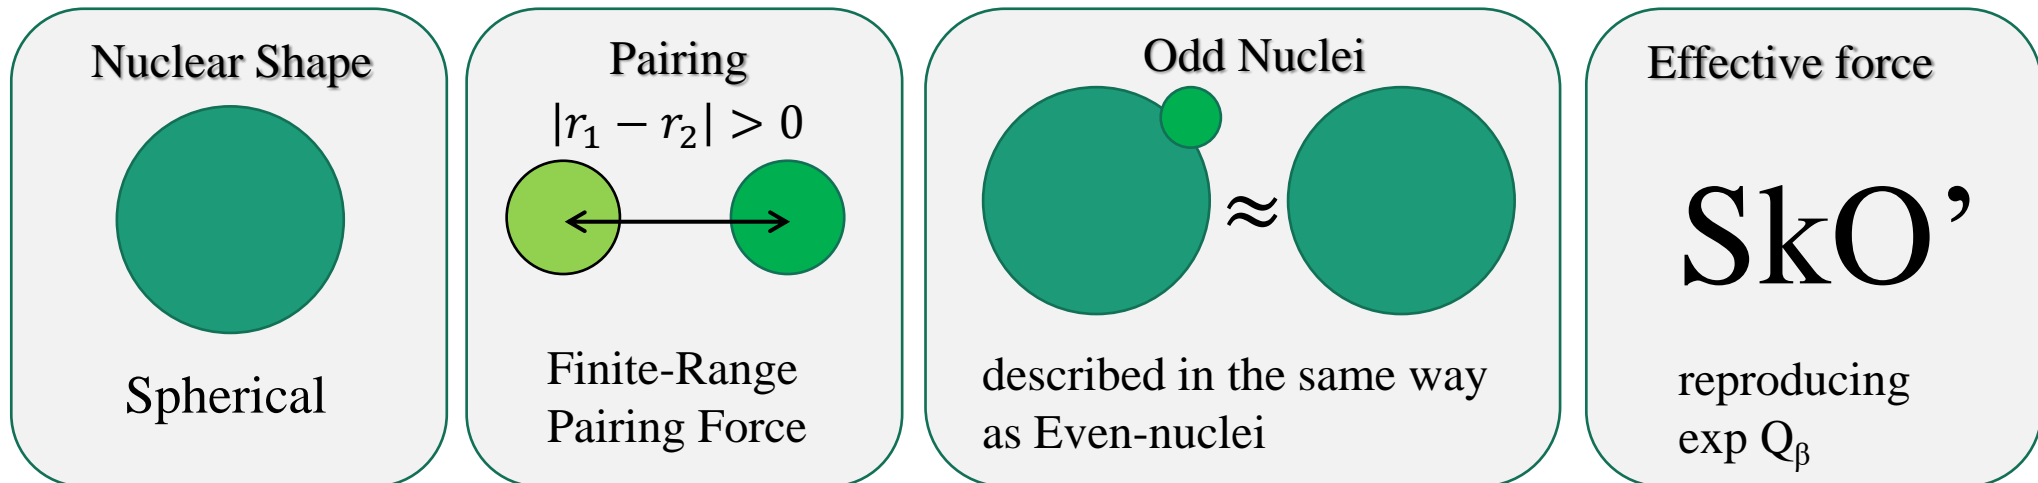 Nuclear Shape
Spherical
Pairing
|r₁ − r₂| > 0
Finite-Range
Pairing Force
Odd Nuclei
≈
described in the same way
as Even-nuclei
Effective force
SkO’
reproducing
exp Qᵦ